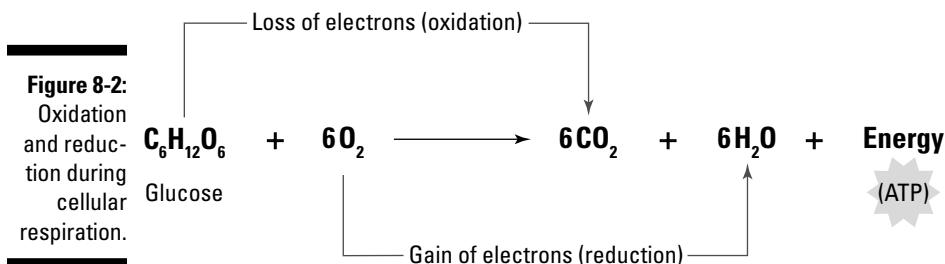 Loss of electrons (oxidation)
Figure 8-2:
Oxidation
and reduc-
tion during
cellular
respiration.
C₆H₁₂O₆ + 6O₂ → 6CO₂ + 6H₂O + Energy
Glucose
(ATP)
Gain of electrons (reduction)